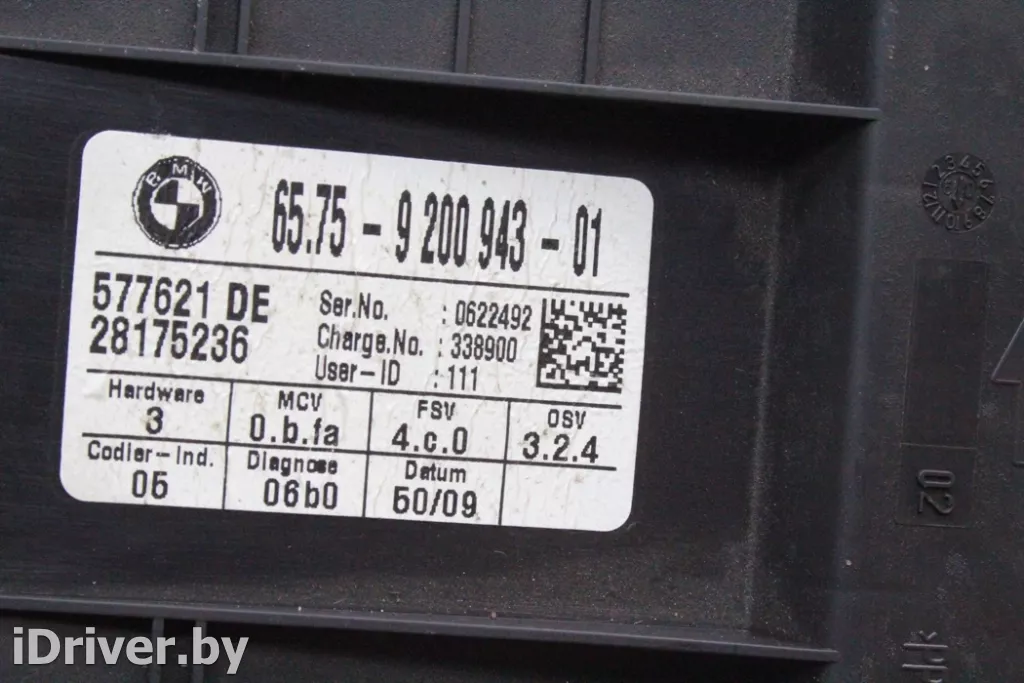 BMW
65.75 - 9 200 943 - 01
577621 DE
28175236
Ser.No. : 0622492
Charge.No. : 338900
User-ID : 111
Hardware
3
MCV
0.b.fa
FSV
4.c.0
OSV
3.2.4
Codier-Ind.
05
Diagnose
06b0
Datum
50/09
02
iDriver.by